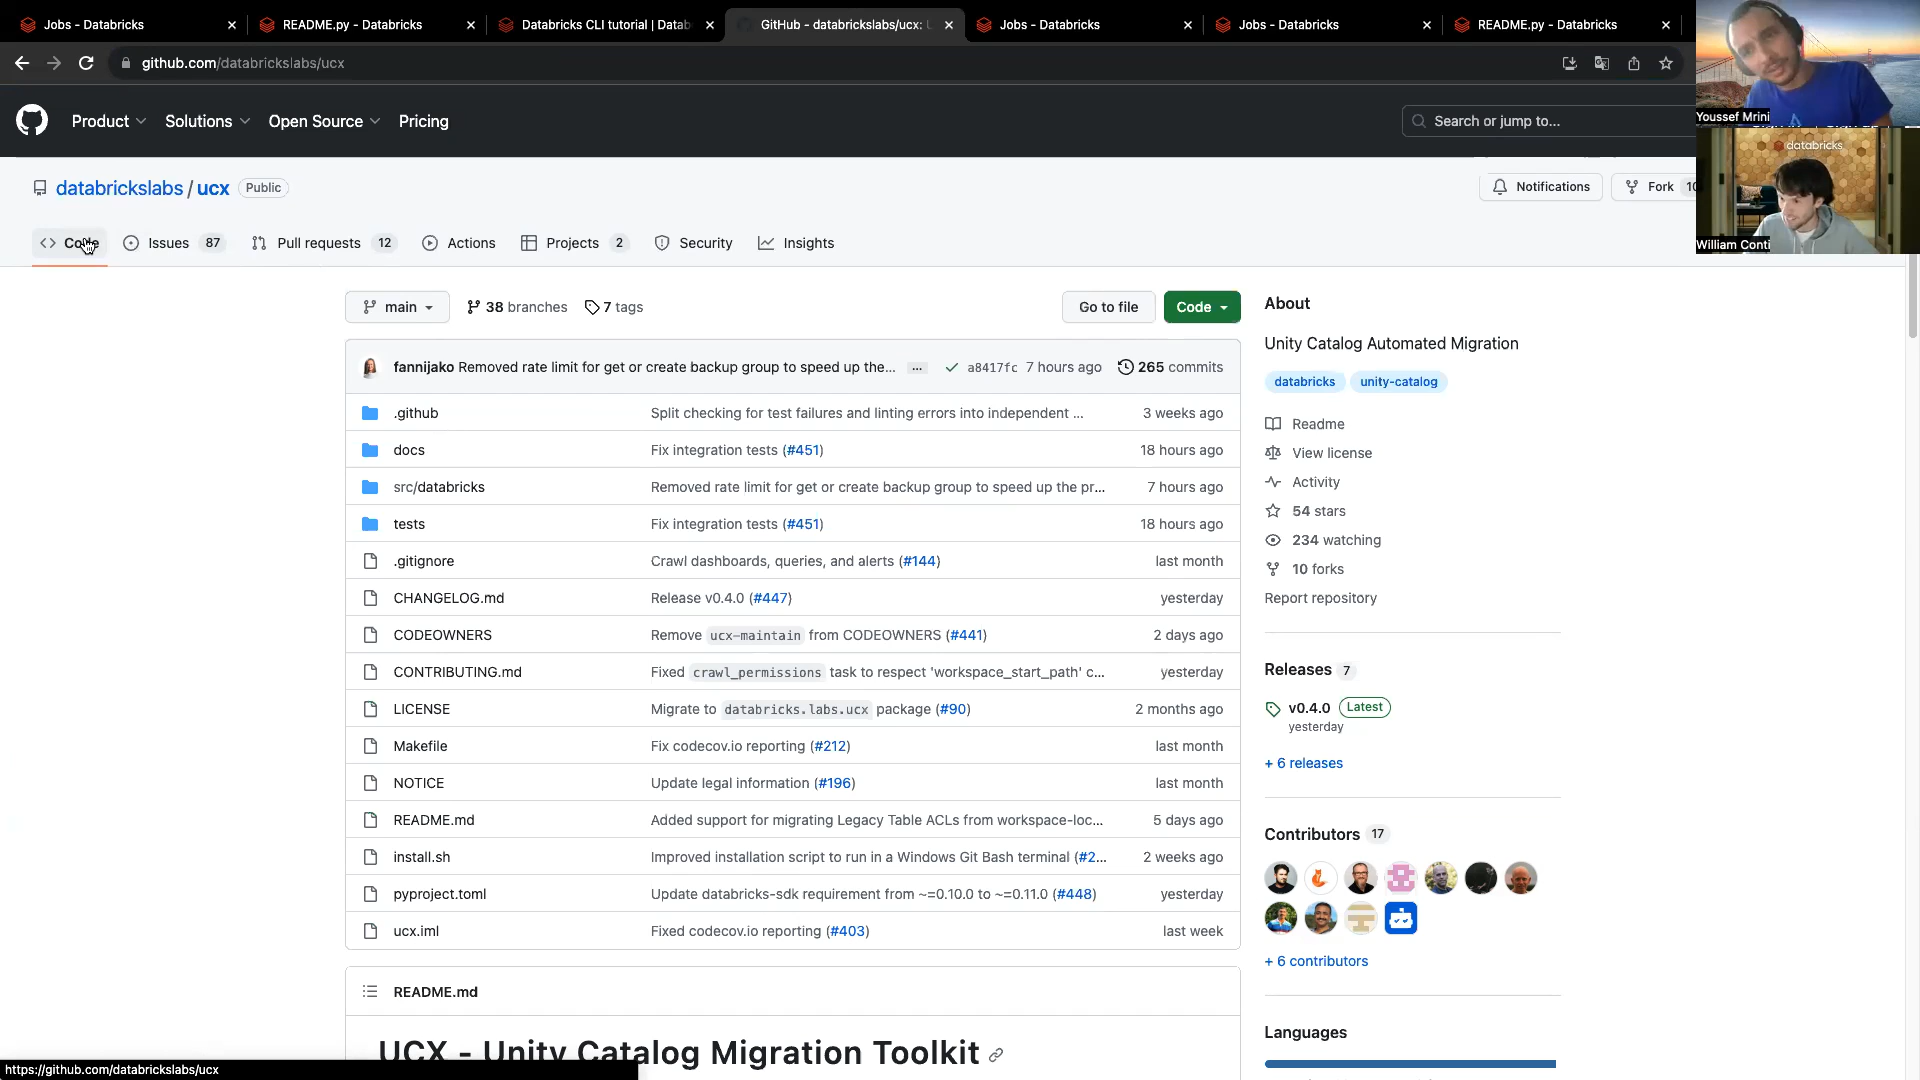 Jobs - Databricks
README.py - Databricks
Databricks CLI tutorial | Datab
GitHub - databrickslabs/ucx: U
Jobs - Databricks
Jobs - Databricks
README.py - Databricks
github.com/databrickslabs/ucx
Product
Solutions
Open Source
Pricing
Search or jump to...
Youssef Mrini
databricks
William Conti
databrickslabs / ucx Public
Notifications
Fork 10
Code
Issues 87
Pull requests 12
Actions
Projects 2
Security
Insights
main
38 branches
7 tags
Go to file
Code
fannijako Removed rate limit for get or create backup group to speed up the... ... a8417fc 7 hours ago 265 commits
.github Split checking for test failures and linting errors into independent ... 3 weeks ago
docs Fix integration tests (#451) 18 hours ago
src/databricks Removed rate limit for get or create backup group to speed up the pr... 7 hours ago
tests Fix integration tests (#451) 18 hours ago
.gitignore Crawl dashboards, queries, and alerts (#144) last month
CHANGELOG.md Release v0.4.0 (#447) yesterday
CODEOWNERS Remove ucx-maintain from CODEOWNERS (#441) 2 days ago
CONTRIBUTING.md Fixed crawl_permissions task to respect 'workspace_start_path' c... yesterday
LICENSE Migrate to databricks.labs.ucx package (#90) 2 months ago
Makefile Fix codecov.io reporting (#212) last month
NOTICE Update legal information (#196) last month
README.md Added support for migrating Legacy Table ACLs from workspace-loc... 5 days ago
install.sh Improved installation script to run in a Windows Git Bash terminal (#2... 2 weeks ago
pyproject.toml Update databricks-sdk requirement from ~=0.10.0 to ~=0.11.0 (#448) yesterday
ucx.iml Fixed codecov.io reporting (#403) last week
README.md
UCX - Unity Catalog Migration Toolkit
About
Unity Catalog Automated Migration
databricks
unity-catalog
Readme
View license
Activity
54 stars
234 watching
10 forks
Report repository
Releases 7
v0.4.0 Latest
yesterday
+ 6 releases
Contributors 17
+ 6 contributors
Languages
https://github.com/databrickslabs/ucx